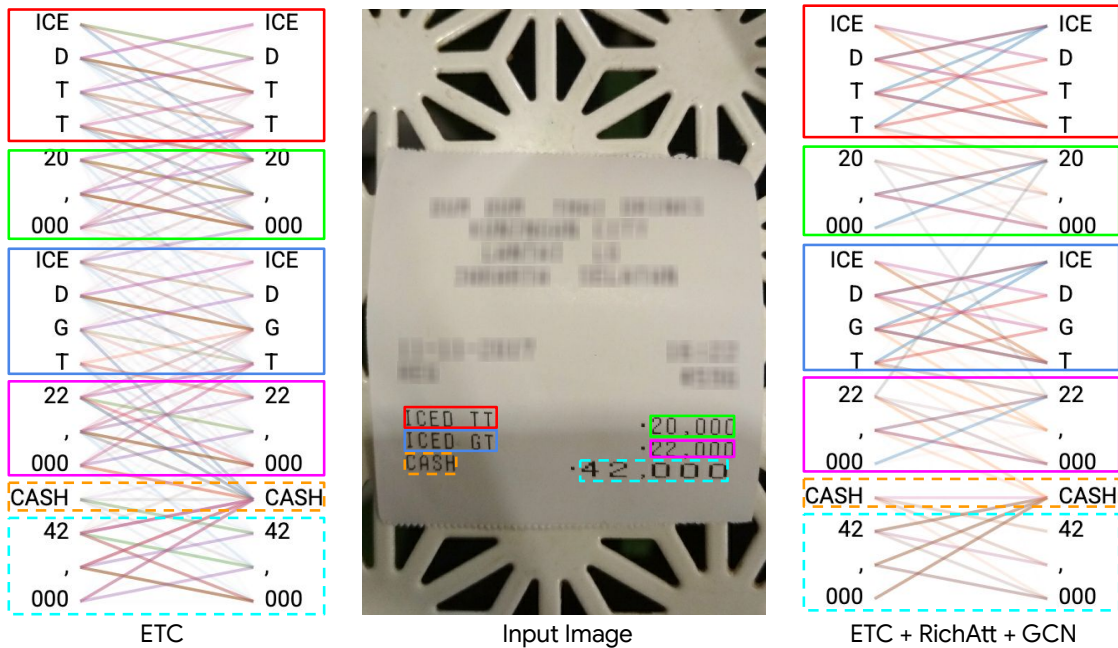 ICE ICE
D D
T T
T T
20 20
, ,
000 000
ICE ICE
D D
G G
T T
22 22
, ,
000 000
CASH CASH
42 42
, ,
000 000
ETC
ICED TT ·20,000
ICED GT ·22,000
CASH ·42.000
Input Image
ICE ICE
D D
T T
T T
20 20
, ,
000 000
ICE ICE
D D
G G
T T
22 22
, ,
000 000
CASH CASH
42 42
, ,
000 000
ETC + RichAtt + GCN